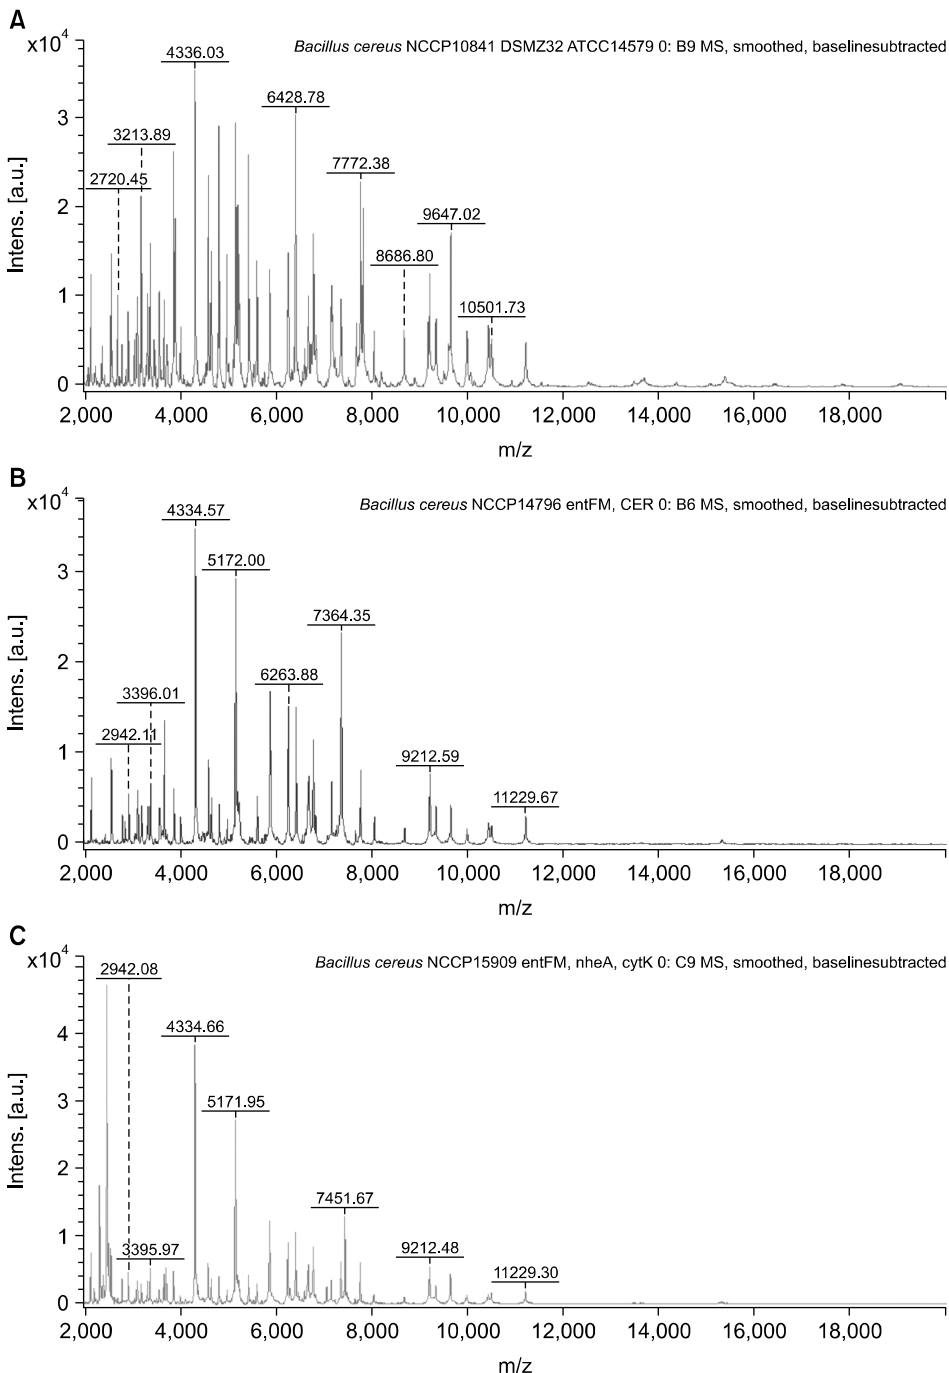 A
x10^4
Bacillus cereus NCCP10841 DSMZ32 ATCC14579 0: B9 MS, smoothed, baselinesubtracted
4336.03
6428.78
3213.89
7772.38
2720.45
9647.02
8686.80
10501.73
3
2
1
0
Intens. [a.u.]
2,000 4,000 6,000 8,000 10,000 12,000 14,000 16,000 18,000
m/z
B
x10^4
Bacillus cereus NCCP14796 entFM, CER 0: B6 MS, smoothed, baselinesubtracted
4334.57
5172.00
7364.35
6263.88
3396.01
2942.11
9212.59
11229.67
3
2
1
0
Intens. [a.u.]
2,000 4,000 6,000 8,000 10,000 12,000 14,000 16,000 18,000
m/z
C
x10^4
Bacillus cereus NCCP15909 entFM, nheA, cytK 0: C9 MS, smoothed, baselinesubtracted
2942.08
4334.66
5171.95
7451.67
3395.97
9212.48
11229.30
4
3
2
1
0
Intens. [a.u.]
2,000 4,000 6,000 8,000 10,000 12,000 14,000 16,000 18,000
m/z